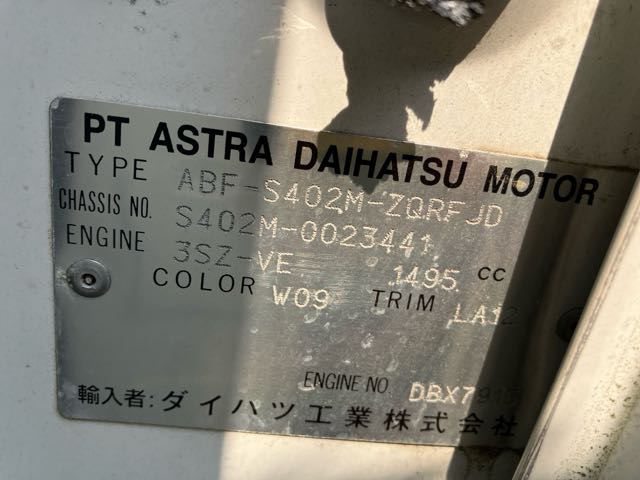 PT ASTRA DAIHATSU MOTOR
TYPE ABF-S402M-ZQRFJD
CHASSIS NO. S402M-0023441
ENGINE 3SZ-VE 1495 CC
COLOR W09 TRIM LA12
ENGINE NO.
輸入者:ダイハツ工業株式会社